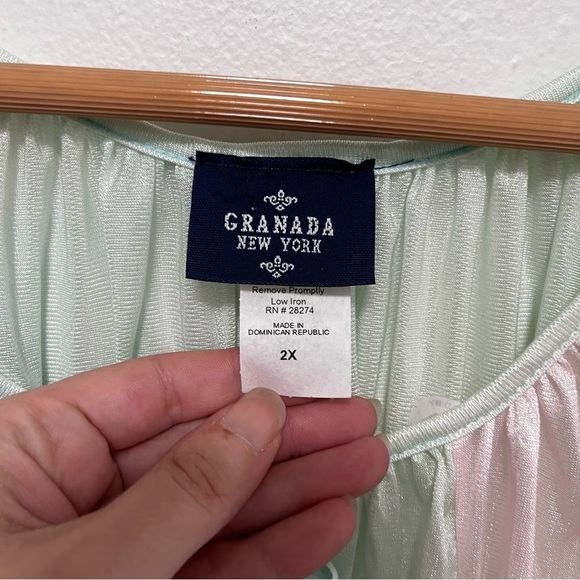 GRANADA
NEW YORK
Remove Promptly
Low Iron
RN # 28274
MADE IN
DOMINICAN REPUBLIC
2X